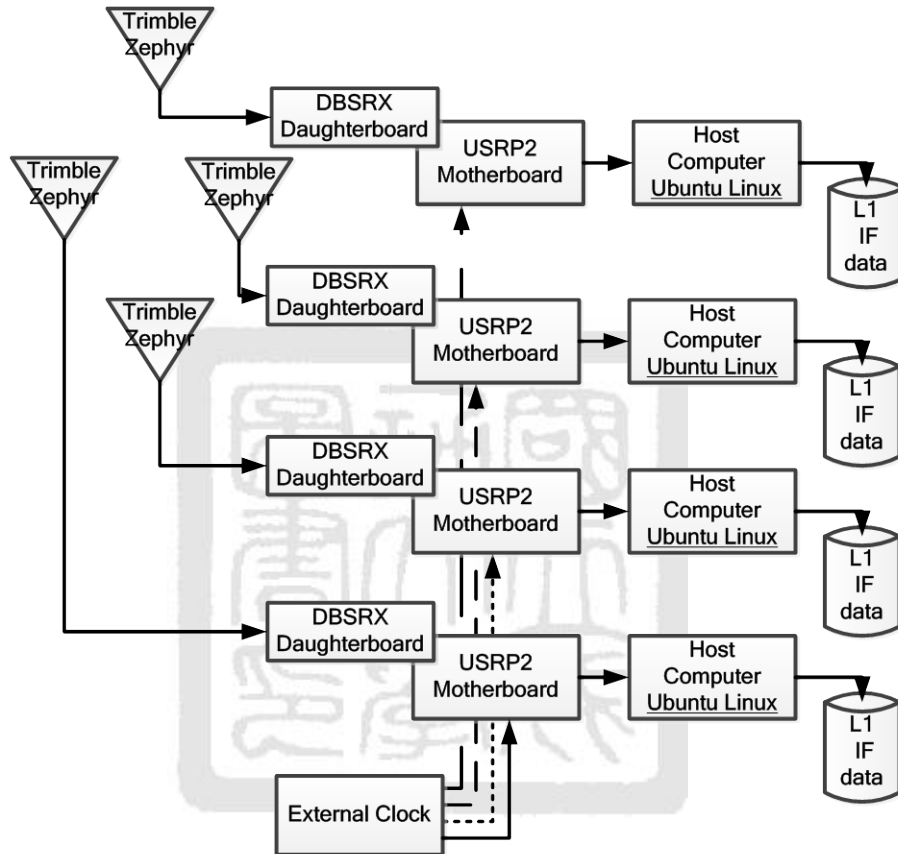 Trimble
Zephyr
DBSRX
Daughterboard
USRP2
Motherboard
Host
Computer
Ubuntu Linux
L1
IF
data
Trimble
Zephyr
Trimble
Zephyr
DBSRX
Daughterboard
USRP2
Motherboard
Host
Computer
Ubuntu Linux
L1
IF
data
Trimble
Zephyr
DBSRX
Daughterboard
USRP2
Motherboard
Host
Computer
Ubuntu Linux
L1
IF
data
DBSRX
Daughterboard
USRP2
Motherboard
Host
Computer
Ubuntu Linux
L1
IF
data
External Clock